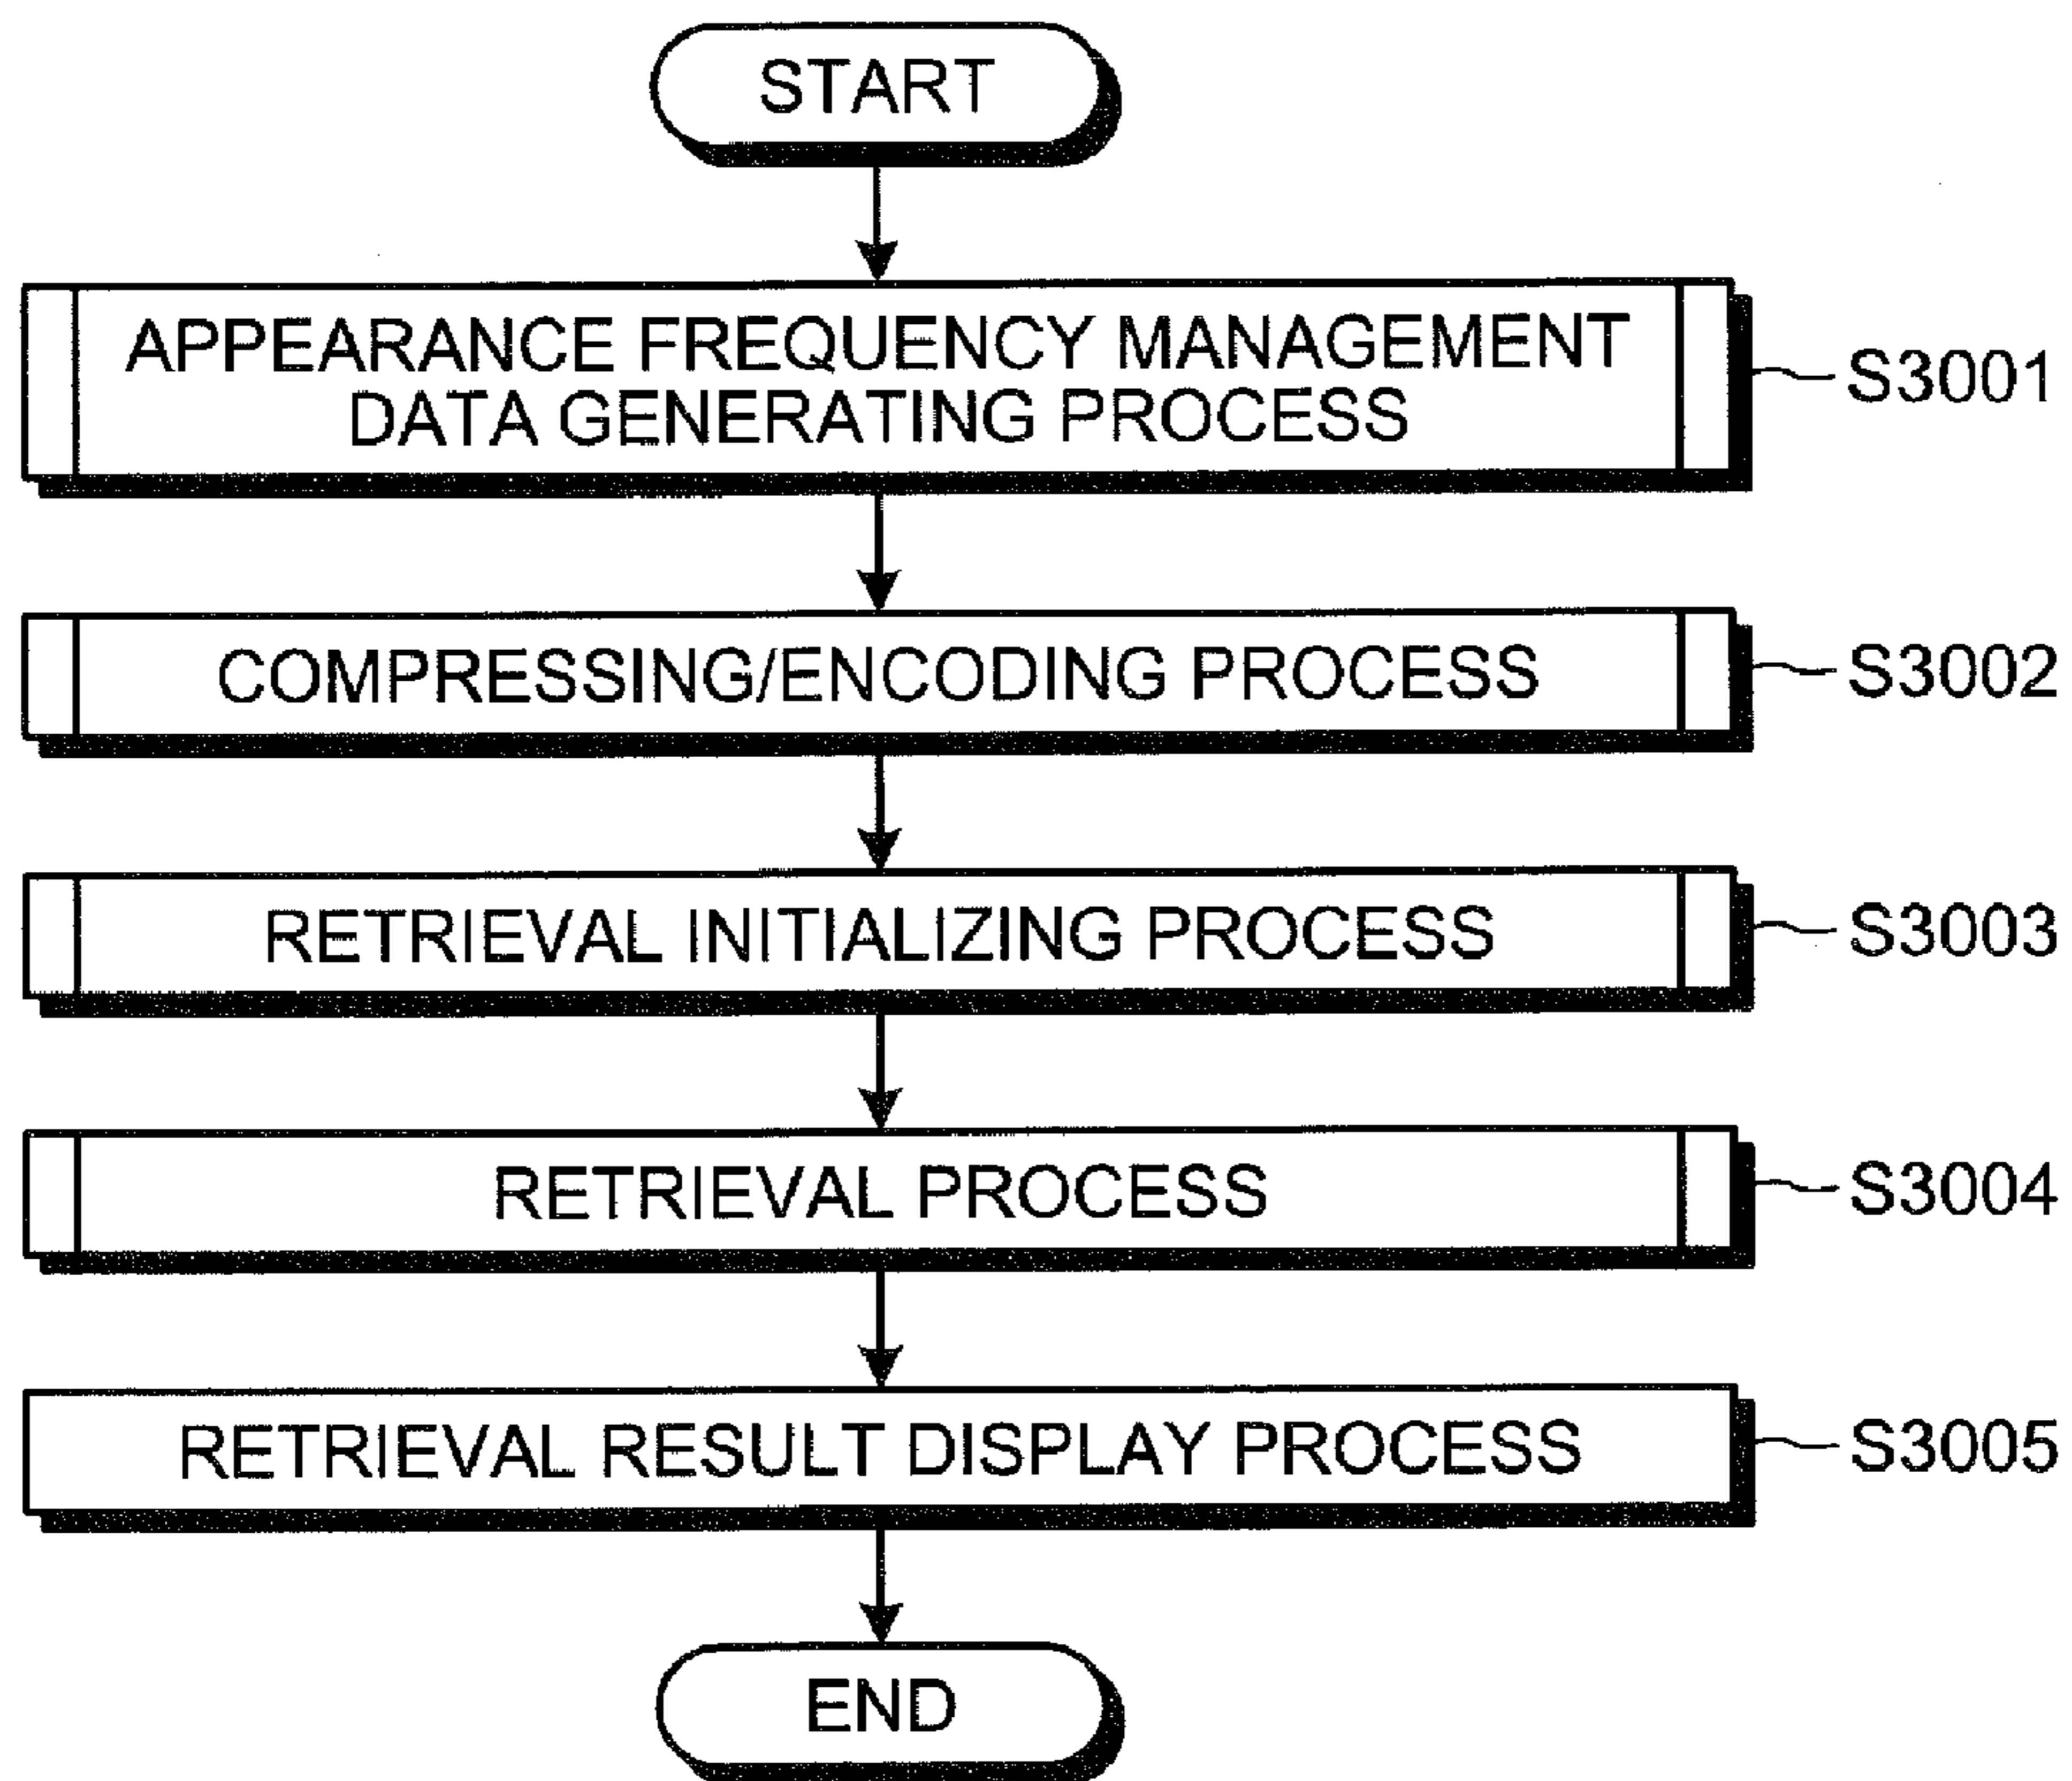 START
APPEARANCE FREQUENCY MANAGEMENT
DATA GENERATING PROCESS
S3001
COMPRESSING/ENCODING PROCESS
S3002
RETRIEVAL INITIALIZING PROCESS
S3003
RETRIEVAL PROCESS
S3004
RETRIEVAL RESULT DISPLAY PROCESS
S3005
END